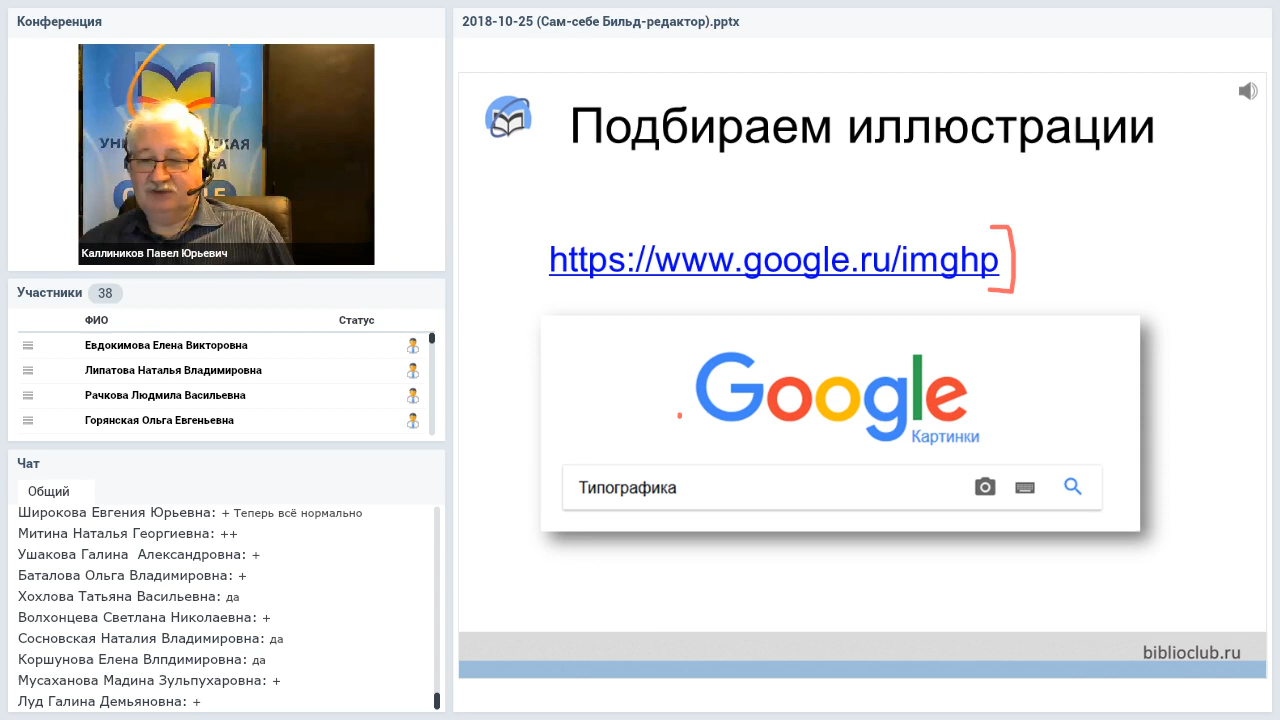 Конференция
Каллиников Павел Юрьевич
Участники 38
ФИО Статус
Евдокимова Елена Викторовна
Липатова Наталья Владимировна
Рачкова Людмила Васильевна
Горянская Ольга Евгеньевна
Чат
Общий
Широкова Евгения Юрьевна: + Теперь всё нормально
Митина Наталья Георгиевна: ++
Ушакова Галина Александровна: +
Баталова Ольга Владимировна: +
Хохлова Татьяна Васильевна: да
Волхонцева Светлана Николаевна: +
Сосновская Наталия Владимировна: да
Коршунова Елена Влпдимировна: да
Мусаханова Мадина Зульпухаровна: +
Луд Галина Демьяновна: +
2018-10-25 (Сам-себе Бильд-редактор).pptx
Подбираем иллюстрации
https://www.google.ru/imghp
Google
Картинки
Типографика
biblioclub.ru